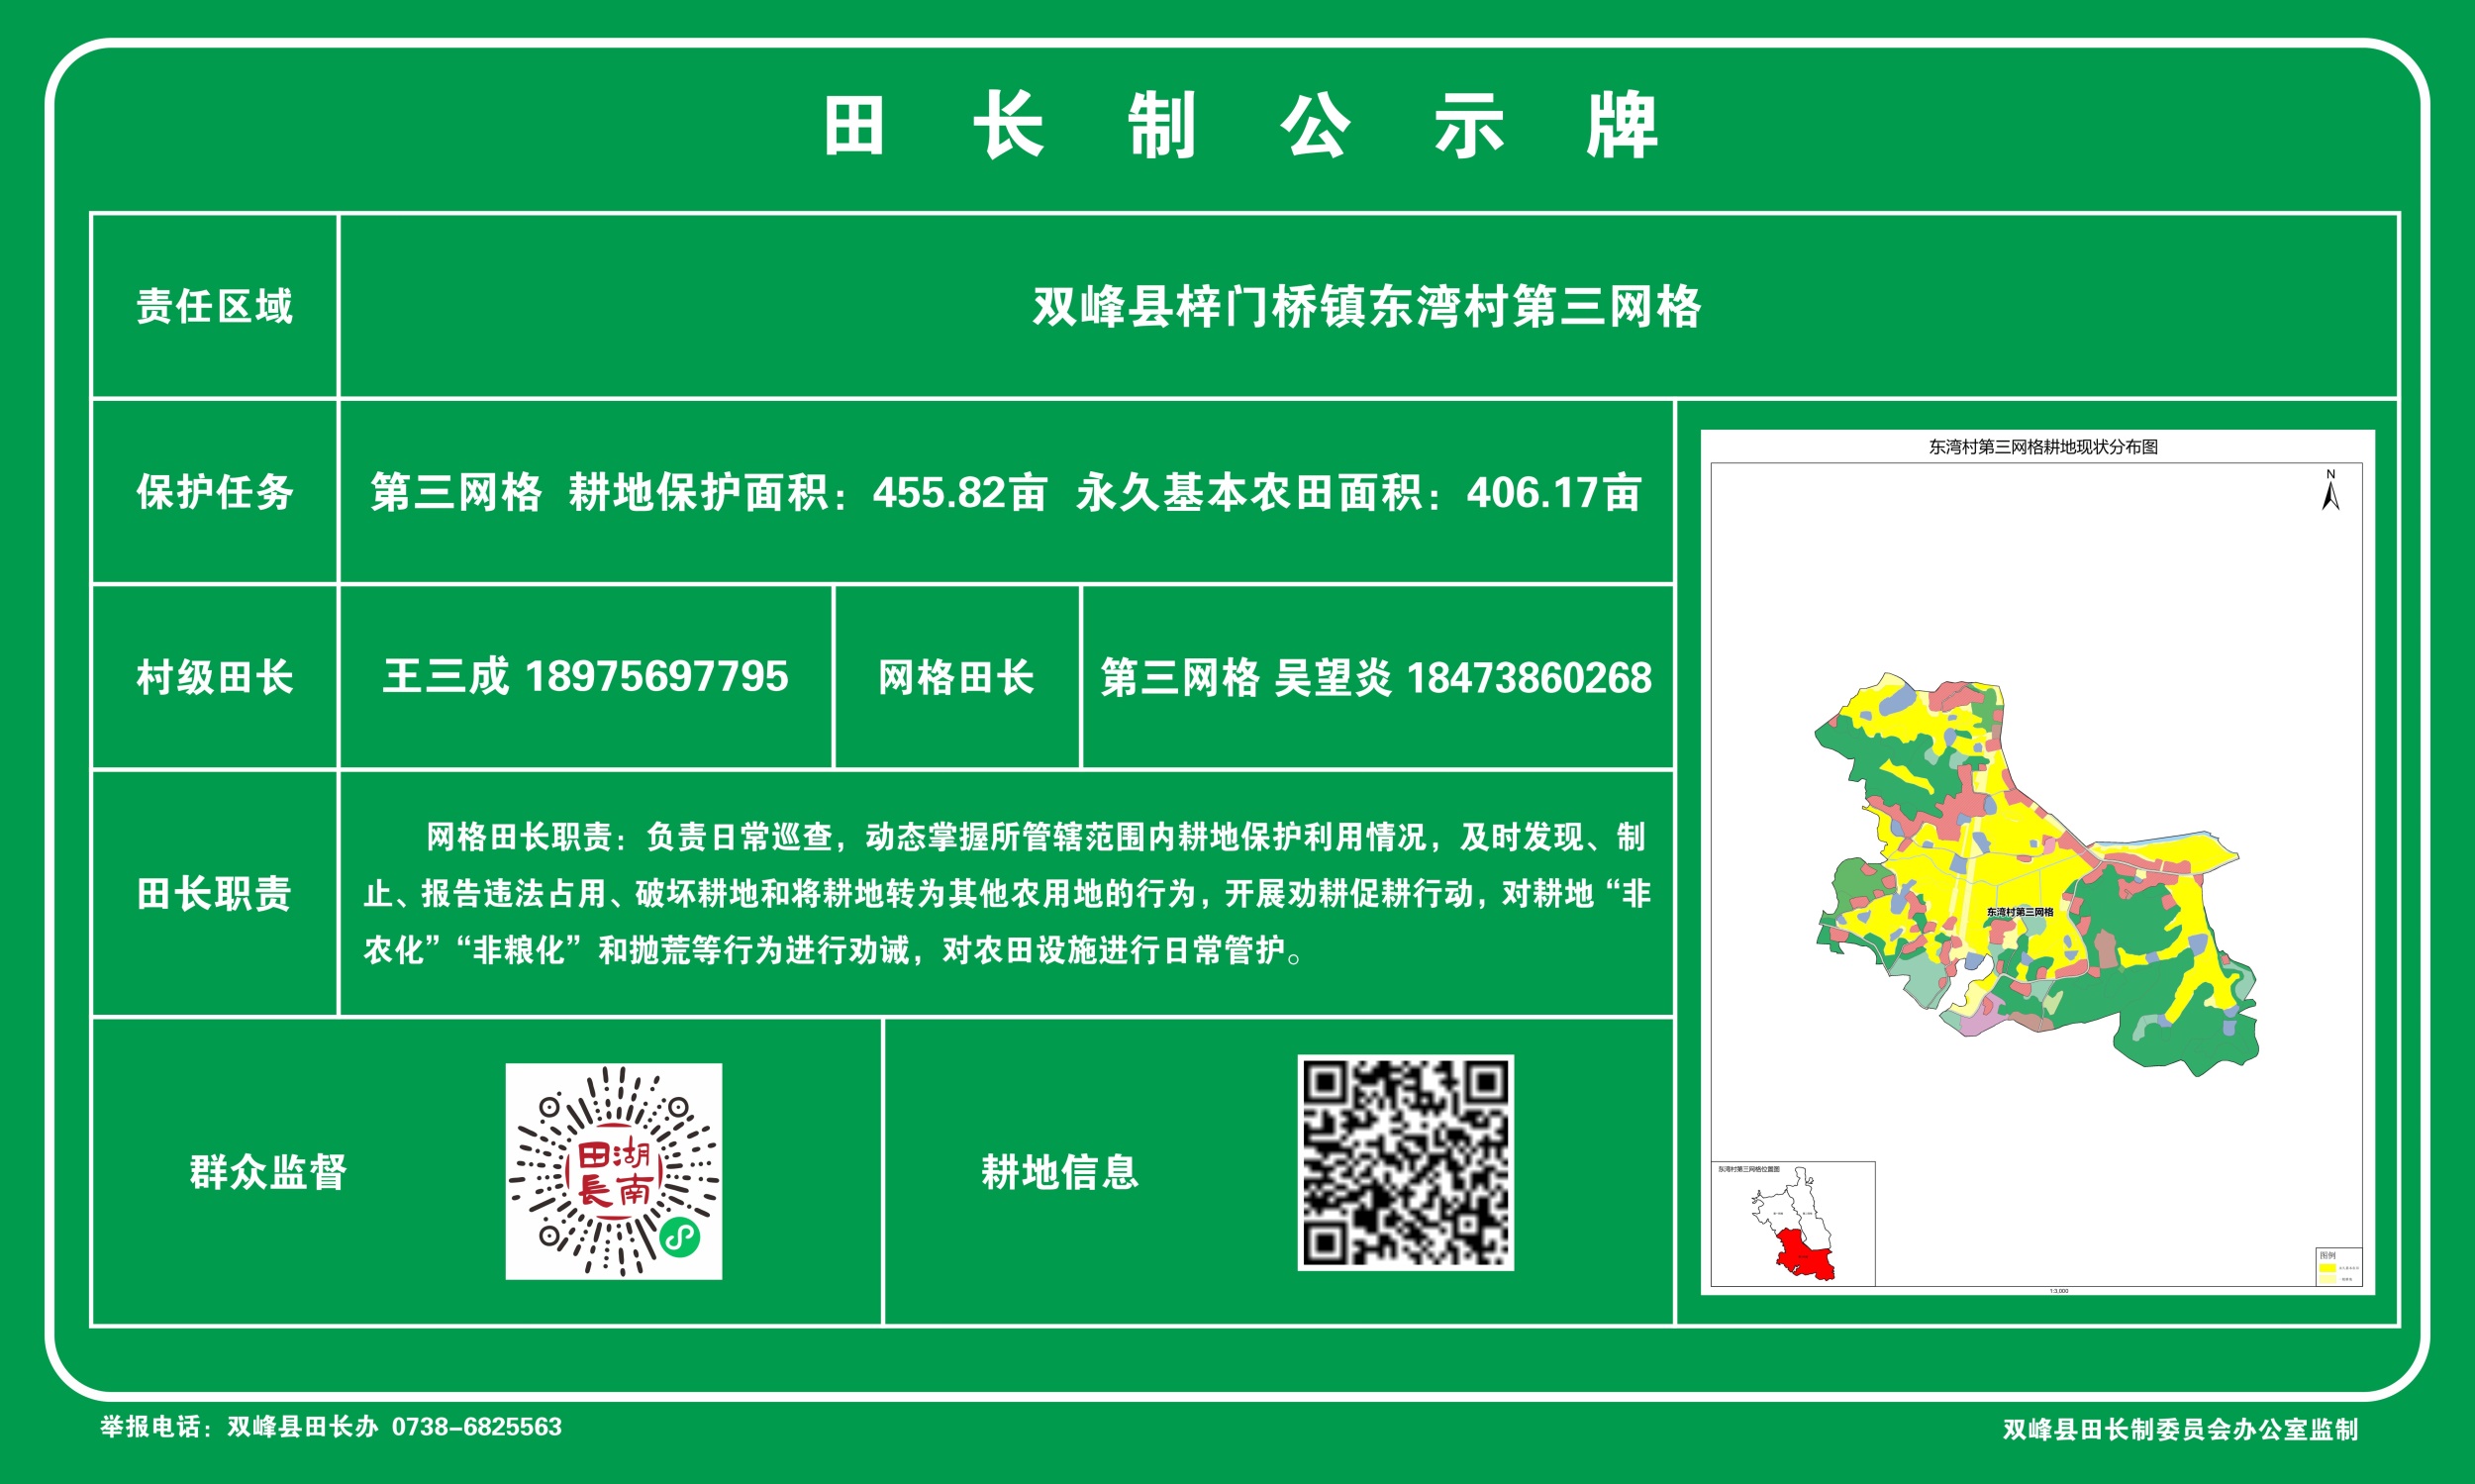 田长制公示牌
责任区域
双峰县梓门桥镇东湾村第三网格
保护任务
第三网格 耕地保护面积：455.82亩 永久基本农田面积：406.17亩
村级田长
王三成 18975697795
网格田长
第三网格 吴望炎 18473860268
田长职责
网格田长职责：负责日常巡查，动态掌握所管辖范围内耕地保护利用情况，及时发现、制
止、报告违法占用、破坏耕地和将耕地转为其他农用地的行为，开展劝耕促耕行动，对耕地“非
农化”“非粮化”和抛荒等行为进行劝诫，对农田设施进行日常管护。
群众监督
湖南
田長
耕地信息
东湾村第三网格耕地现状分布图
N
东湾村第三网格
东湾村第三网格位置图
图例
1:3,000
举报电话：双峰县田长办 0738-6825563
双峰县田长制委员会办公室监制